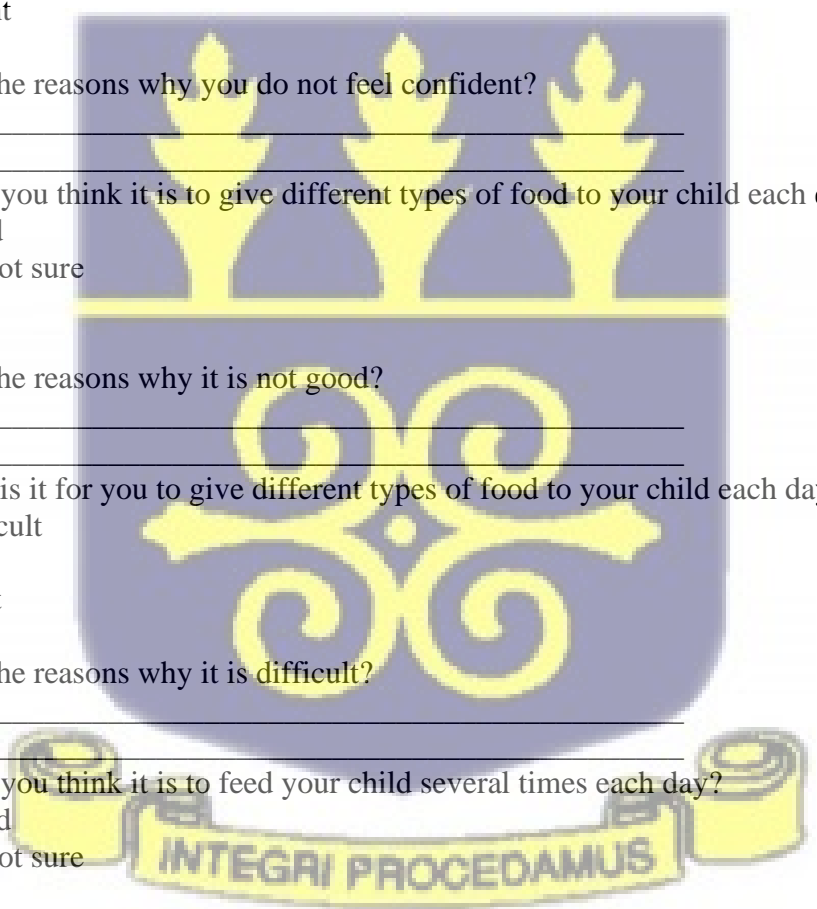 nt
he reasons why you do not feel confident?
you think it is to give different types of food to your child each
d
ot sure
he reasons why it is not good?
is it for you to give different types of food to your child each day
cult
t
he reasons why it is difficult?
you think it is to feed your child several times each day?
d
ot sure
INTEGRI PROCEDAMUS